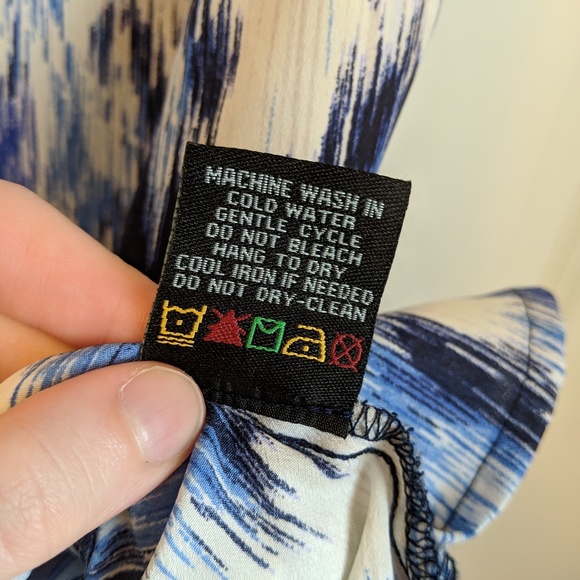 MACHINE WASH IN
COLD WATER
GENTLE CYCLE
DO NOT BLEACH
HANG TO DRY
COOL IRON IF NEEDED
DO NOT DRY-CLEAN